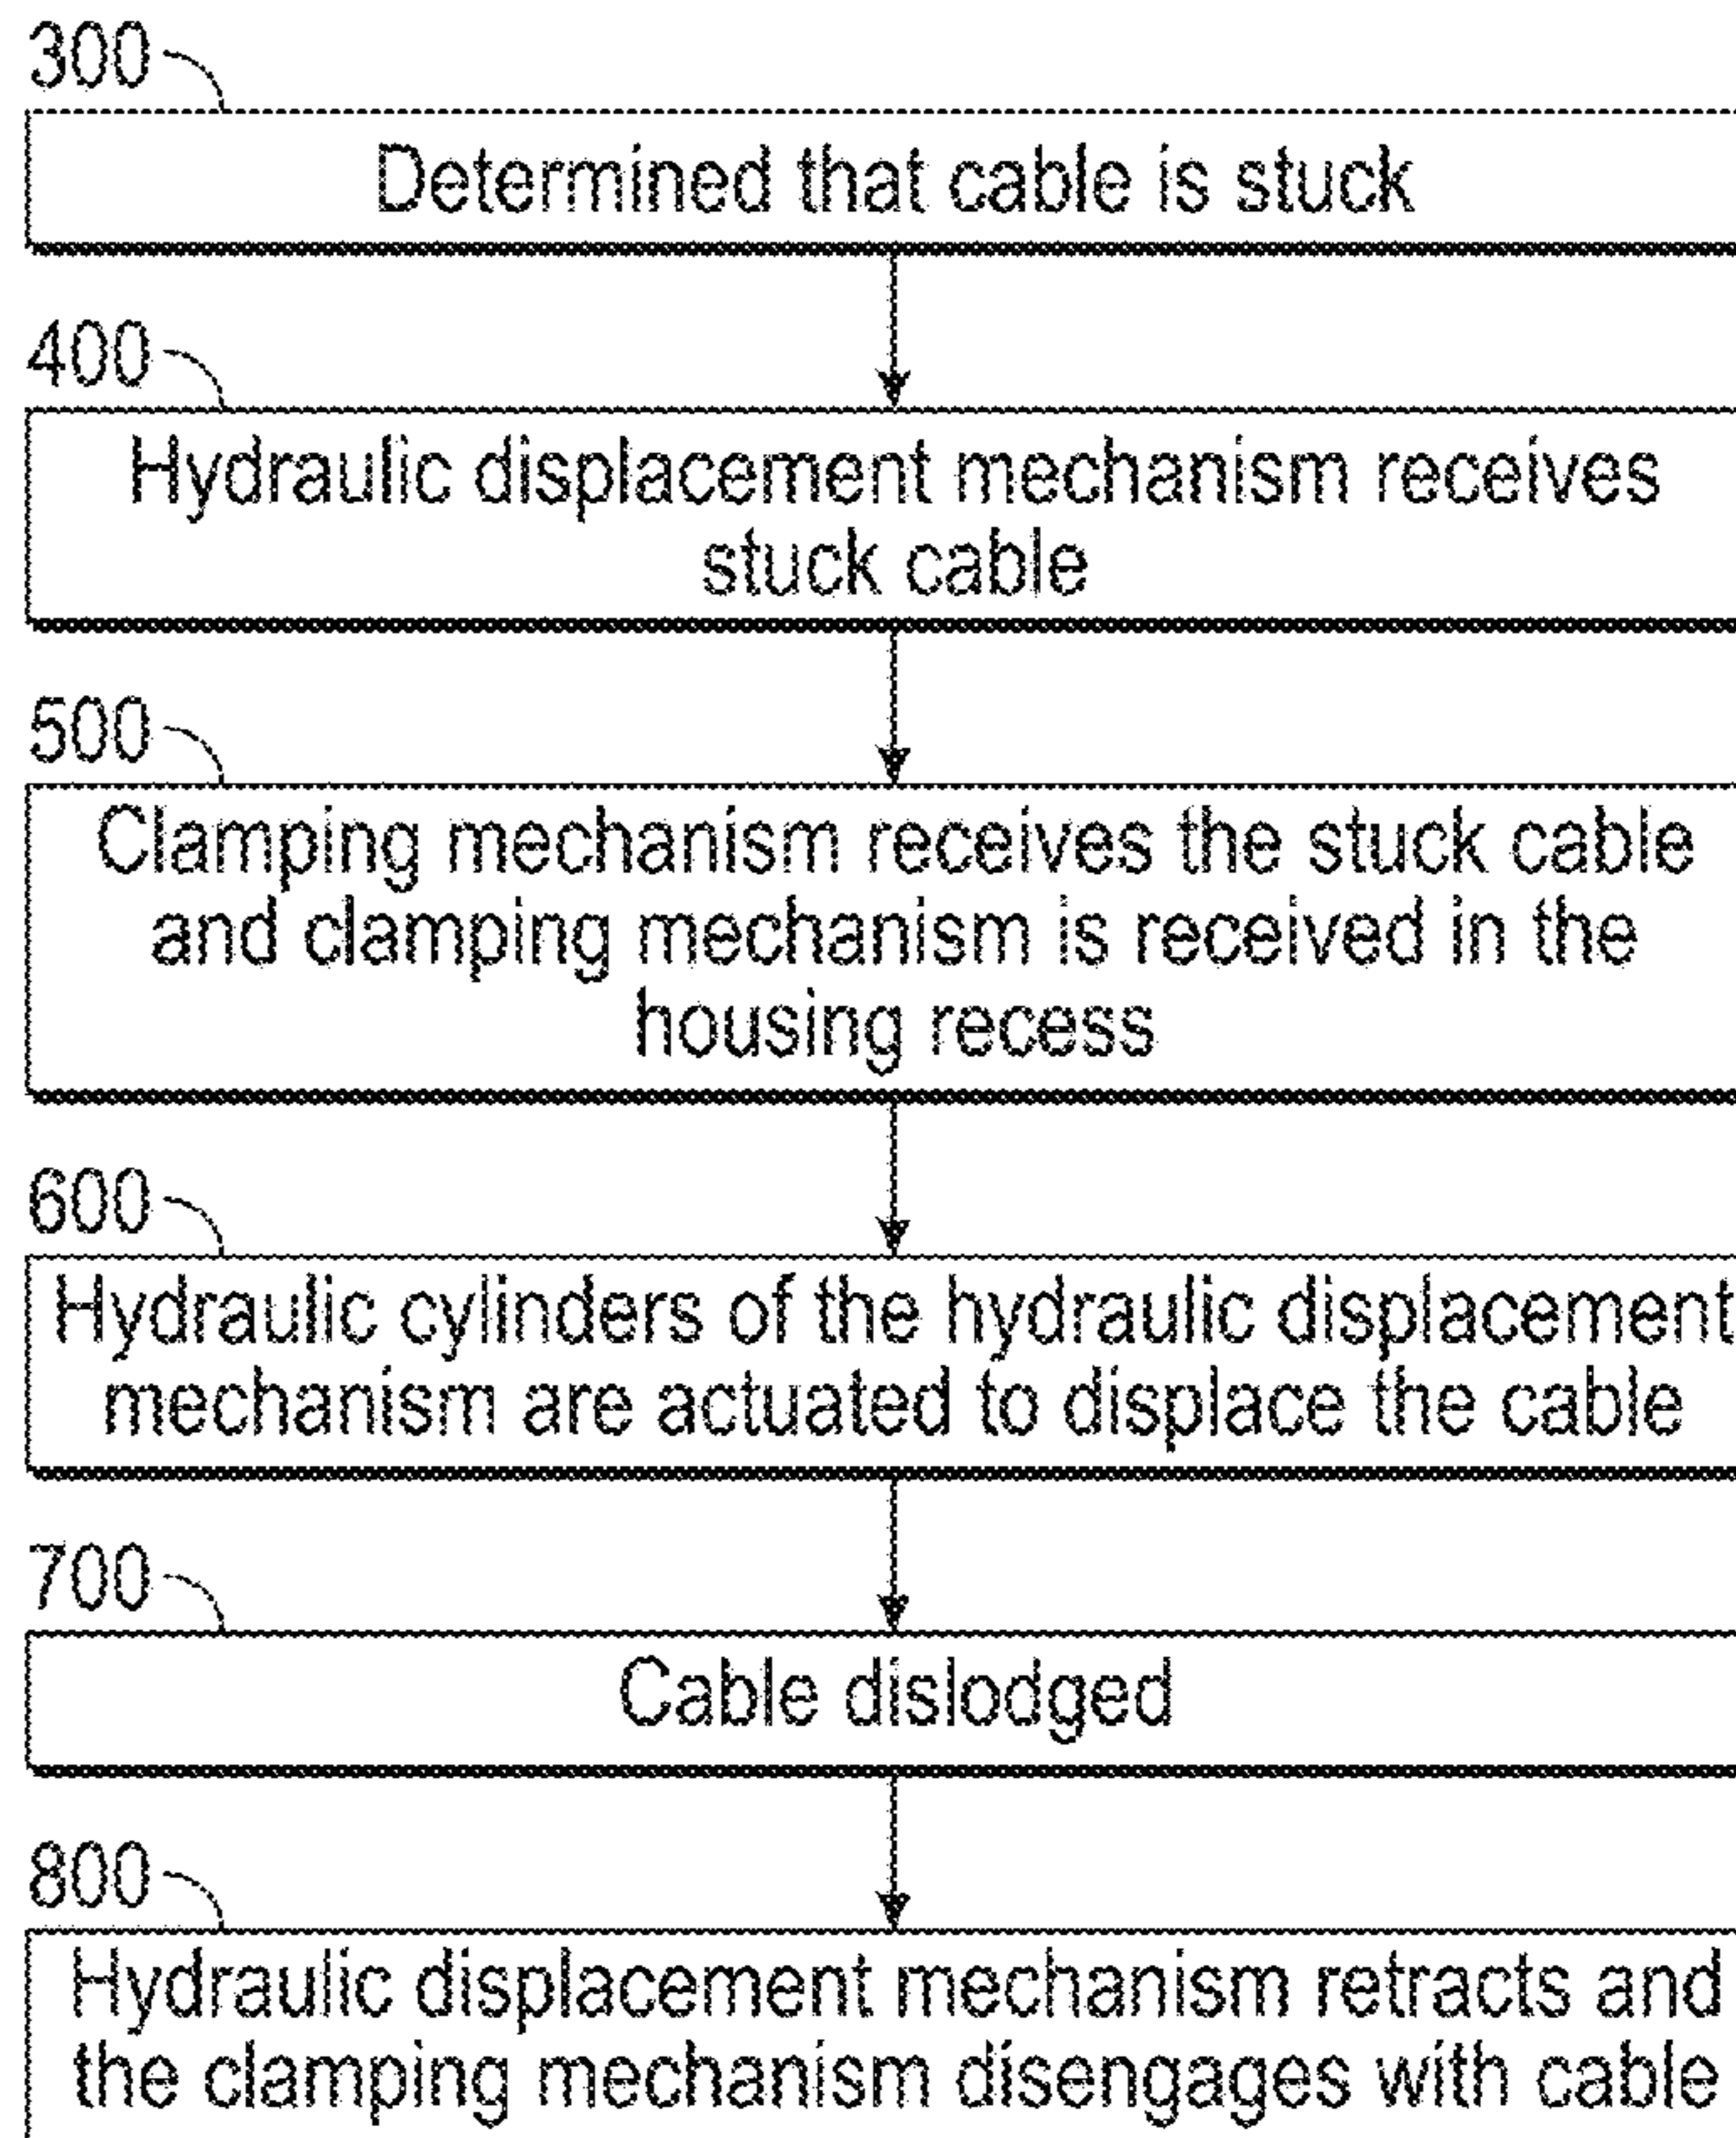 300
Determined that cable is stuck
400
Hydraulic displacement mechanism receives
stuck cable
500
Clamping mechanism receives the stuck cable
and clamping mechanism is received in the
housing recess
600
Hydraulic cylinders of the hydraulic displacement
mechanism are actuated to displace the cable
700
Cable dislodged
800
Hydraulic displacement mechanism retracts and
the clamping mechanism disengages with cable